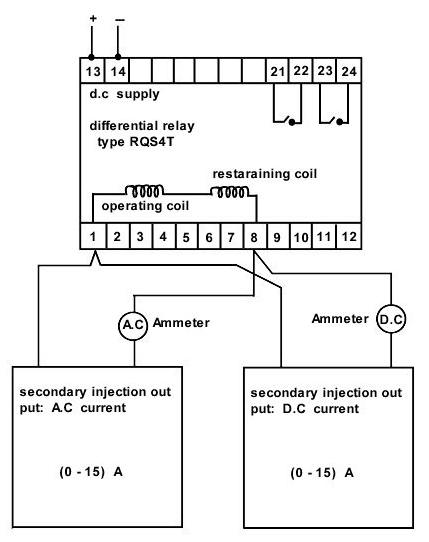 + −
13 14 21 22 23 24
d.c supply
differential relay
type RQS4T
restaraining coil
operating coil
1 2 3 4 5 6 7 8 9 10 11 12
A.C Ammeter
Ammeter D.C
secondary injection out
put: A.C current
(0 - 15) A
secondary injection out
put: D.C current
(0 - 15) A